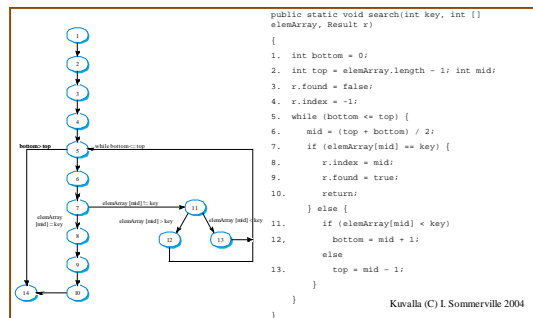 1
2
3
4
bottom > top
5
while bottom <= top
6
7
elemArray [mid] != key
11
elemArray
[mid] = key
8
elemArray [mid] > key
elemArray [mid] < key
12
13
9
14
10
public static void search(int key, int []
elemArray, Result r)
{
1. int bottom = 0;
2. int top = elemArray.length - 1; int mid;
3. r.found = false;
4. r.index = -1;
5. while (bottom <= top) {
6. mid = (top + bottom) / 2;
7. if (elemArray[mid] == key) {
8. r.index = mid;
9. r.found = true;
10. return;
} else {
11. if (elemArray[mid] < key)
12, bottom = mid + 1;
else
13. top = mid - 1;
}
}
}
Kuvalla (C) I. Sommerville 2004